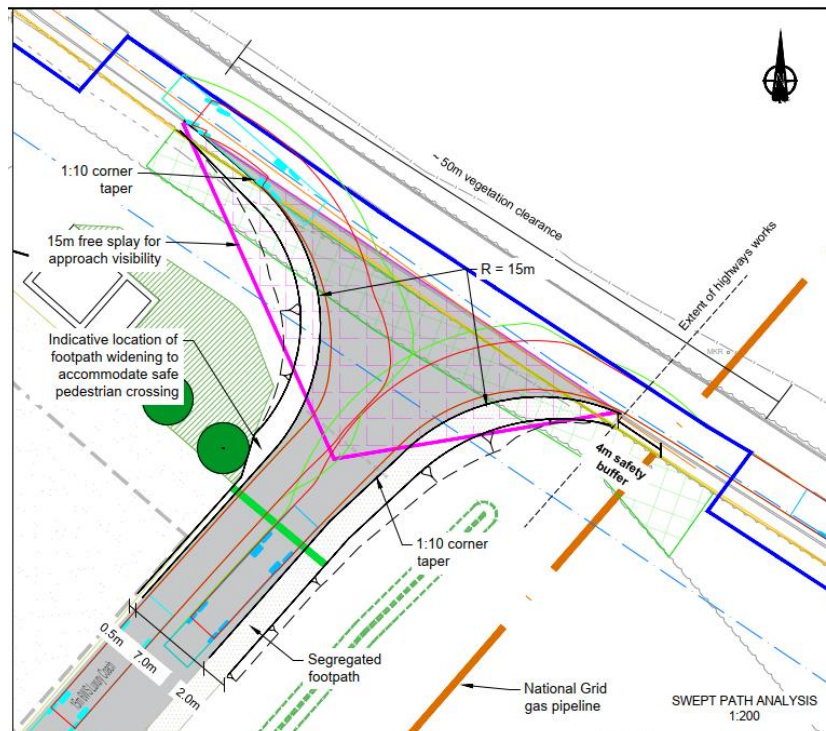 N
1:10 corner
taper
~ 50m vegetation clearance
15m free splay for
approach visibility
R = 15m
Extent of highways works
MKR
Indicative location of
footpath widening to
accommodate safe
pedestrian crossing
4m safety
buffer
1:10 corner
taper
0.5m
7.0m
2.0m
Segregated
footpath
National Grid
gas pipeline
SWEPT PATH ANALYSIS
1:200